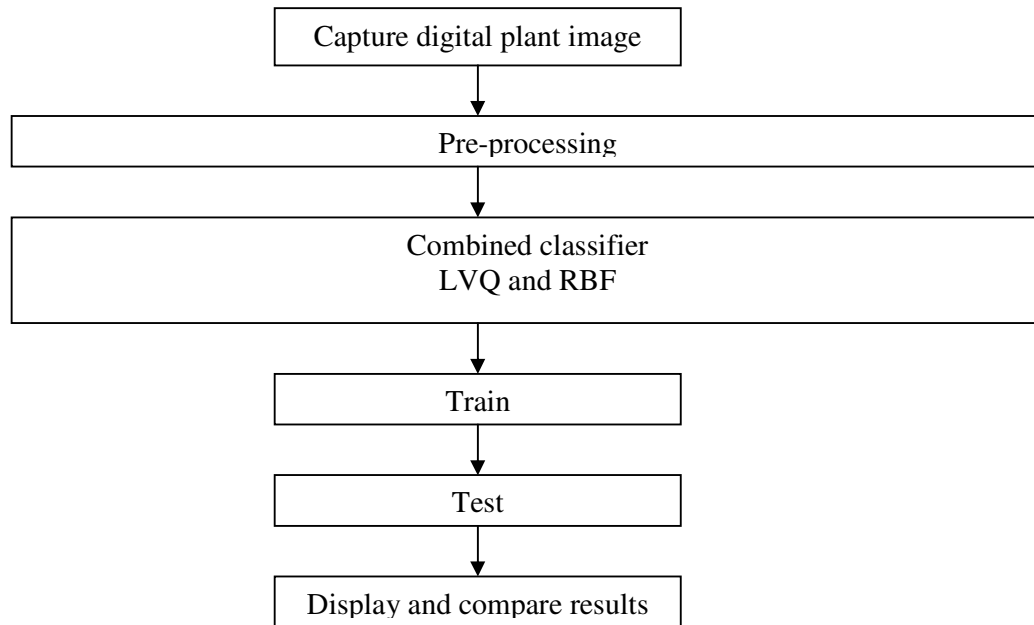 Capture digital plant image
Pre-processing
Combined classifier
LVQ and RBF
Train
Test
Display and compare results